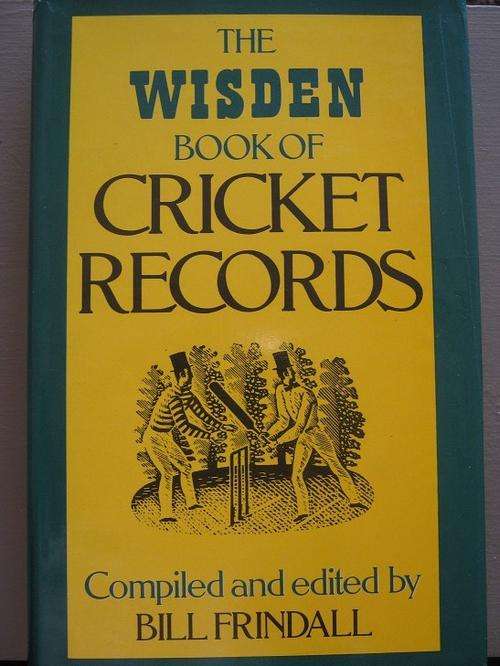 THE
WISDEN
BOOK OF
CRICKET
RECORDS
Compiled and edited by
BILL FRINDALL